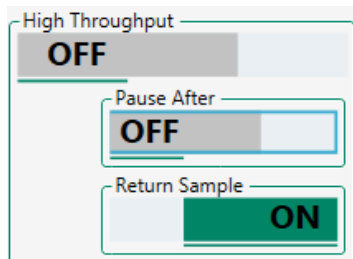 High Throughput
OFF
Pause After
OFF
Return Sample
ON